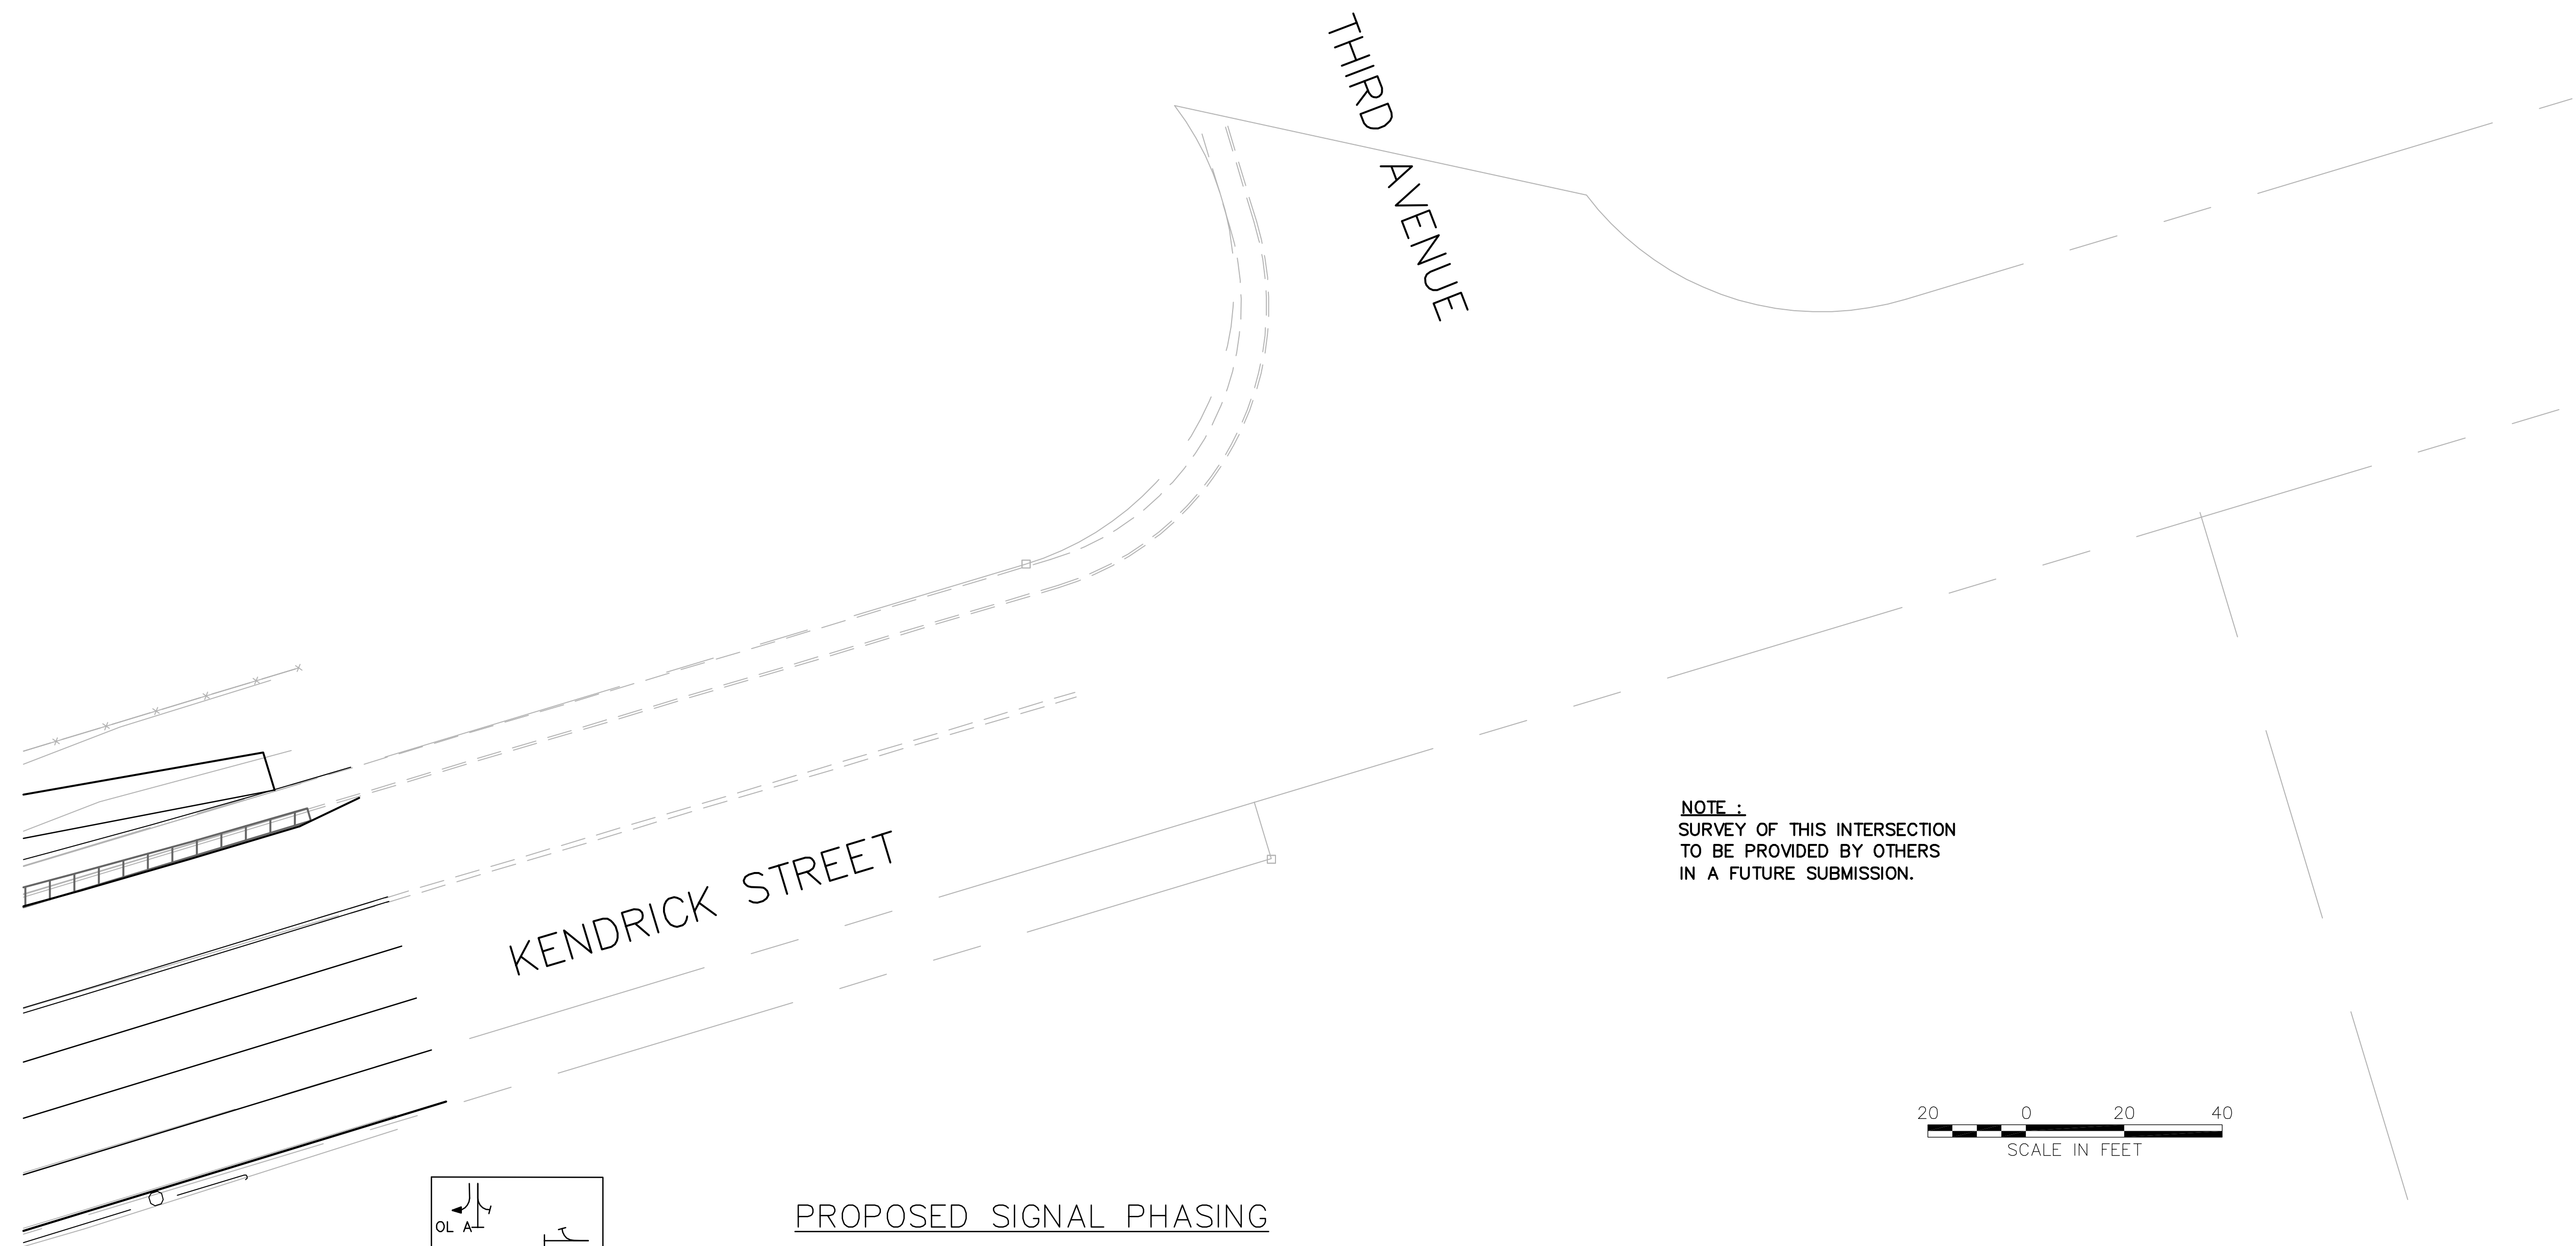 THIRD AVENUE
KENDRICK STREET
NOTE :
SURVEY OF THIS INTERSECTION
TO BE PROVIDED BY OTHERS
IN A FUTURE SUBMISSION.
20 0 20 40
SCALE IN FEET
OL A
PROPOSED SIGNAL PHASING